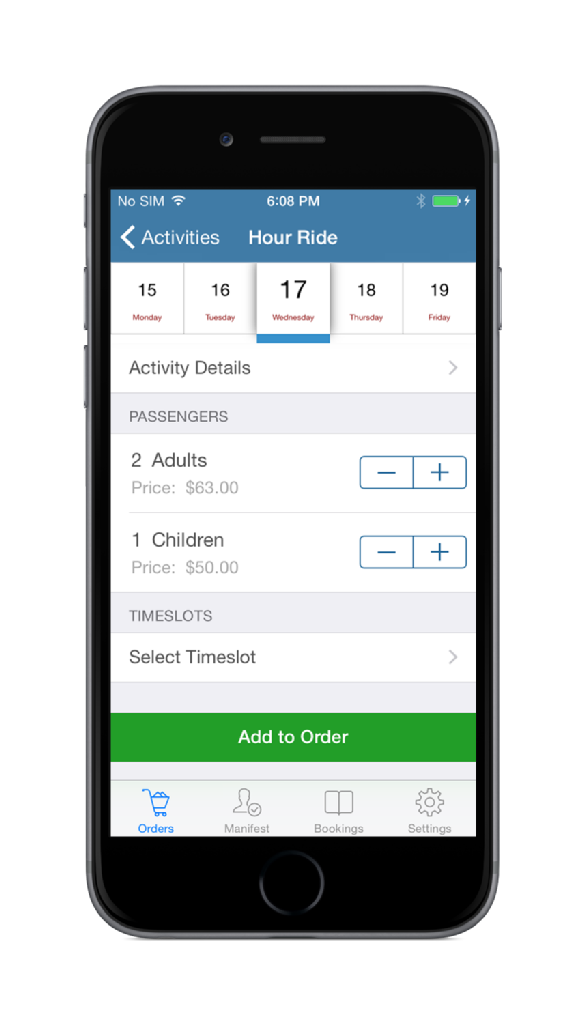 No SIM 6:08 PM
Activities Hour Ride
15 16 17 18 19
Monday Tuesday Wednesday Thursday Friday
Activity Details
PASSENGERS
2 Adults
Price: $63.00
1 Children
Price: $50.00
TIMESLOTS
Select Timeslot
Add to Order
Orders Manifest Bookings Settings